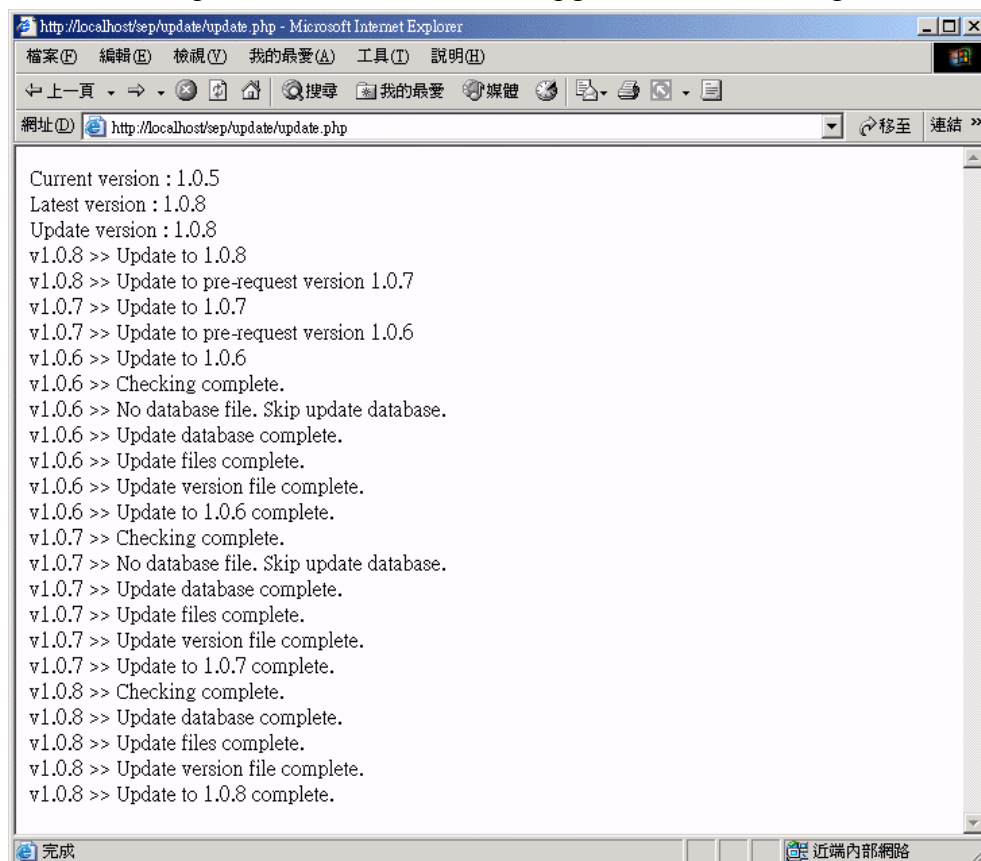 http://localhost/sep/update/update.php - Microsoft Internet Explorer
檔案(F) 編輯(E) 檢視(V) 我的最愛(A) 工具(T) 說明(H)
上一頁 搜尋 我的最愛 媒體
網址(D) http://localhost/sep/update/update.php 移至 連結 »
Current version : 1.0.5
Latest version : 1.0.8
Update version : 1.0.8
v1.0.8 >> Update to 1.0.8
v1.0.8 >> Update to pre-request version 1.0.7
v1.0.7 >> Update to 1.0.7
v1.0.7 >> Update to pre-request version 1.0.6
v1.0.6 >> Update to 1.0.6
v1.0.6 >> Checking complete.
v1.0.6 >> No database file. Skip update database.
v1.0.6 >> Update database complete.
v1.0.6 >> Update files complete.
v1.0.6 >> Update version file complete.
v1.0.6 >> Update to 1.0.6 complete.
v1.0.7 >> Checking complete.
v1.0.7 >> No database file. Skip update database.
v1.0.7 >> Update database complete.
v1.0.7 >> Update files complete.
v1.0.7 >> Update version file complete.
v1.0.7 >> Update to 1.0.7 complete.
v1.0.8 >> Checking complete.
v1.0.8 >> Update database complete.
v1.0.8 >> Update files complete.
v1.0.8 >> Update version file complete.
v1.0.8 >> Update to 1.0.8 complete.
完成 近端內部網路